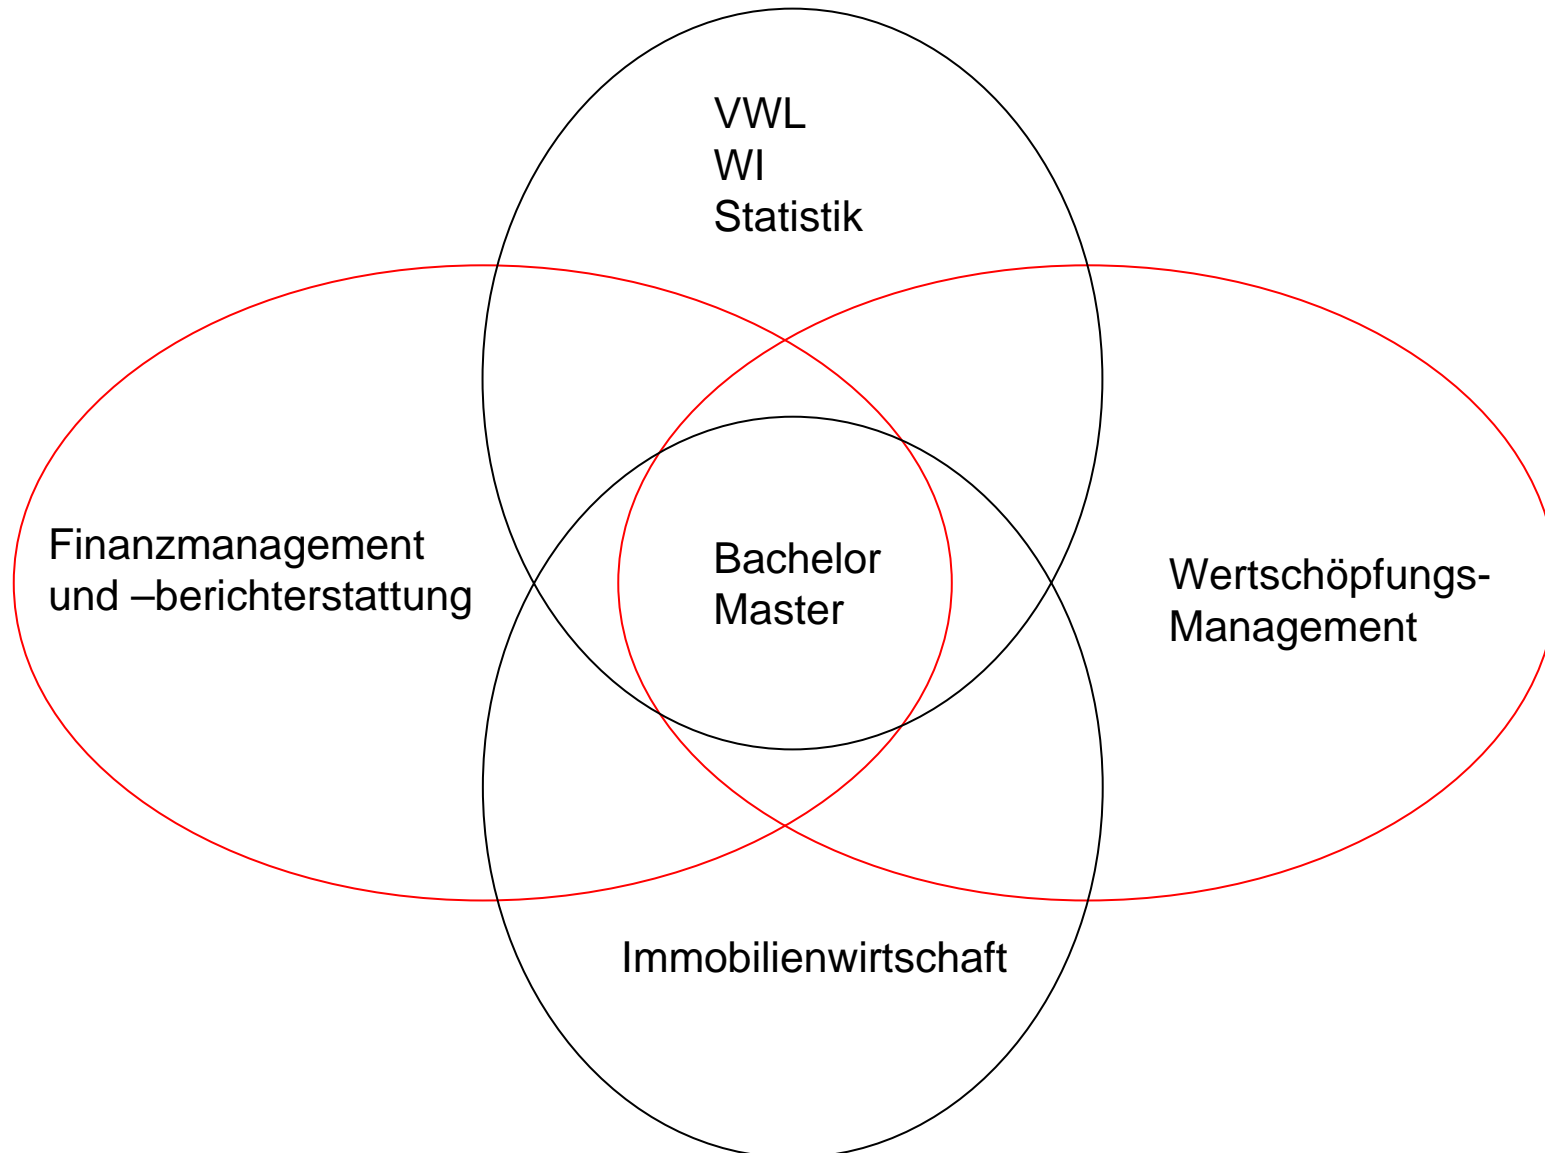 VWL
WI
Statistik
Finanzmanagement
und –berichterstattung
Bachelor
Master
Wertschöpfungs-
Management
Immobilienwirtschaft